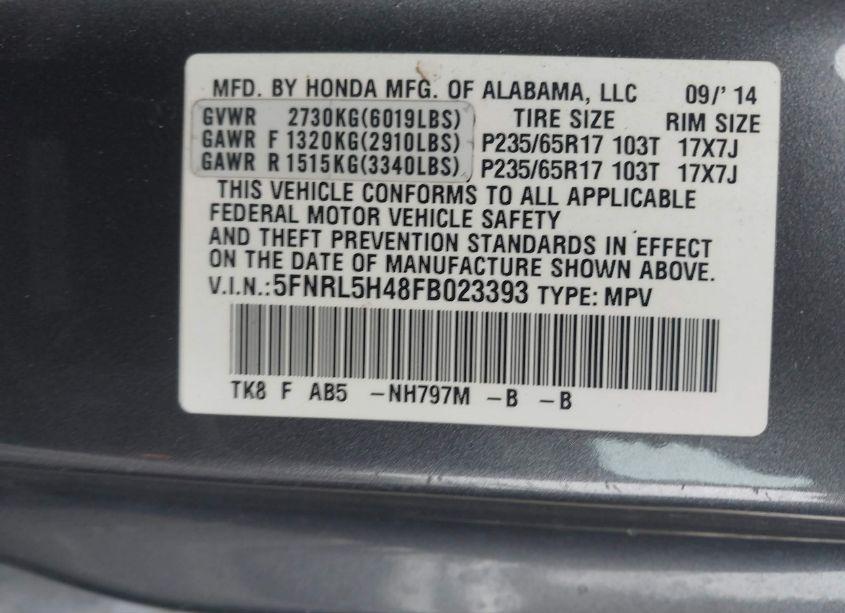 MFD. BY HONDA MFG. OF ALABAMA, LLC 09/' 14
GVWR 2730KG(6019LBS) TIRE SIZE RIM SIZE
GAWR F 1320KG(2910LBS) P235/65R17 103T 17X7J
GAWR R 1515KG(3340LBS) P235/65R17 103T 17X7J
THIS VEHICLE CONFORMS TO ALL APPLICABLE
FEDERAL MOTOR VEHICLE SAFETY
AND THEFT PREVENTION STANDARDS IN EFFECT
ON THE DATE OF MANUFACTURE SHOWN ABOVE.
V.I.N.:5FNRL5H48FB023393 TYPE: MPV
TK8 F AB5 -NH797M -B -B